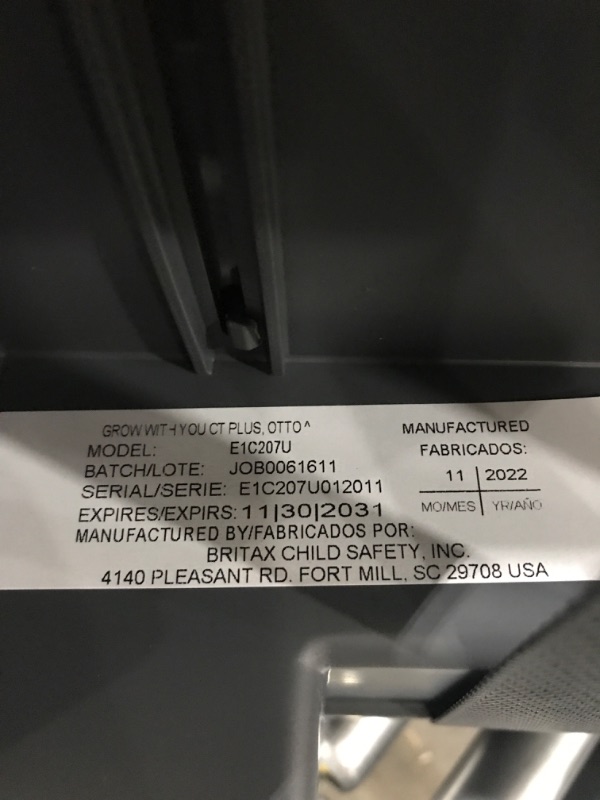 GROW WITH YOU CT PLUS, OTTO ^
MODEL: E1C207U
BATCH/LOTE: JOB0061611
SERIAL/SERIE: E1C207U012011
EXPIRES/EXPIRS: 11|30|2031
MANUFACTURED BY/FABRICADOS POR:
BRITAX CHILD SAFETY, INC.
4140 PLEASANT RD. FORT MILL, SC 29708 USA
MANUFACTURED
FABRICADOS:
11 | 2022
MO/MES | YR/AÑO